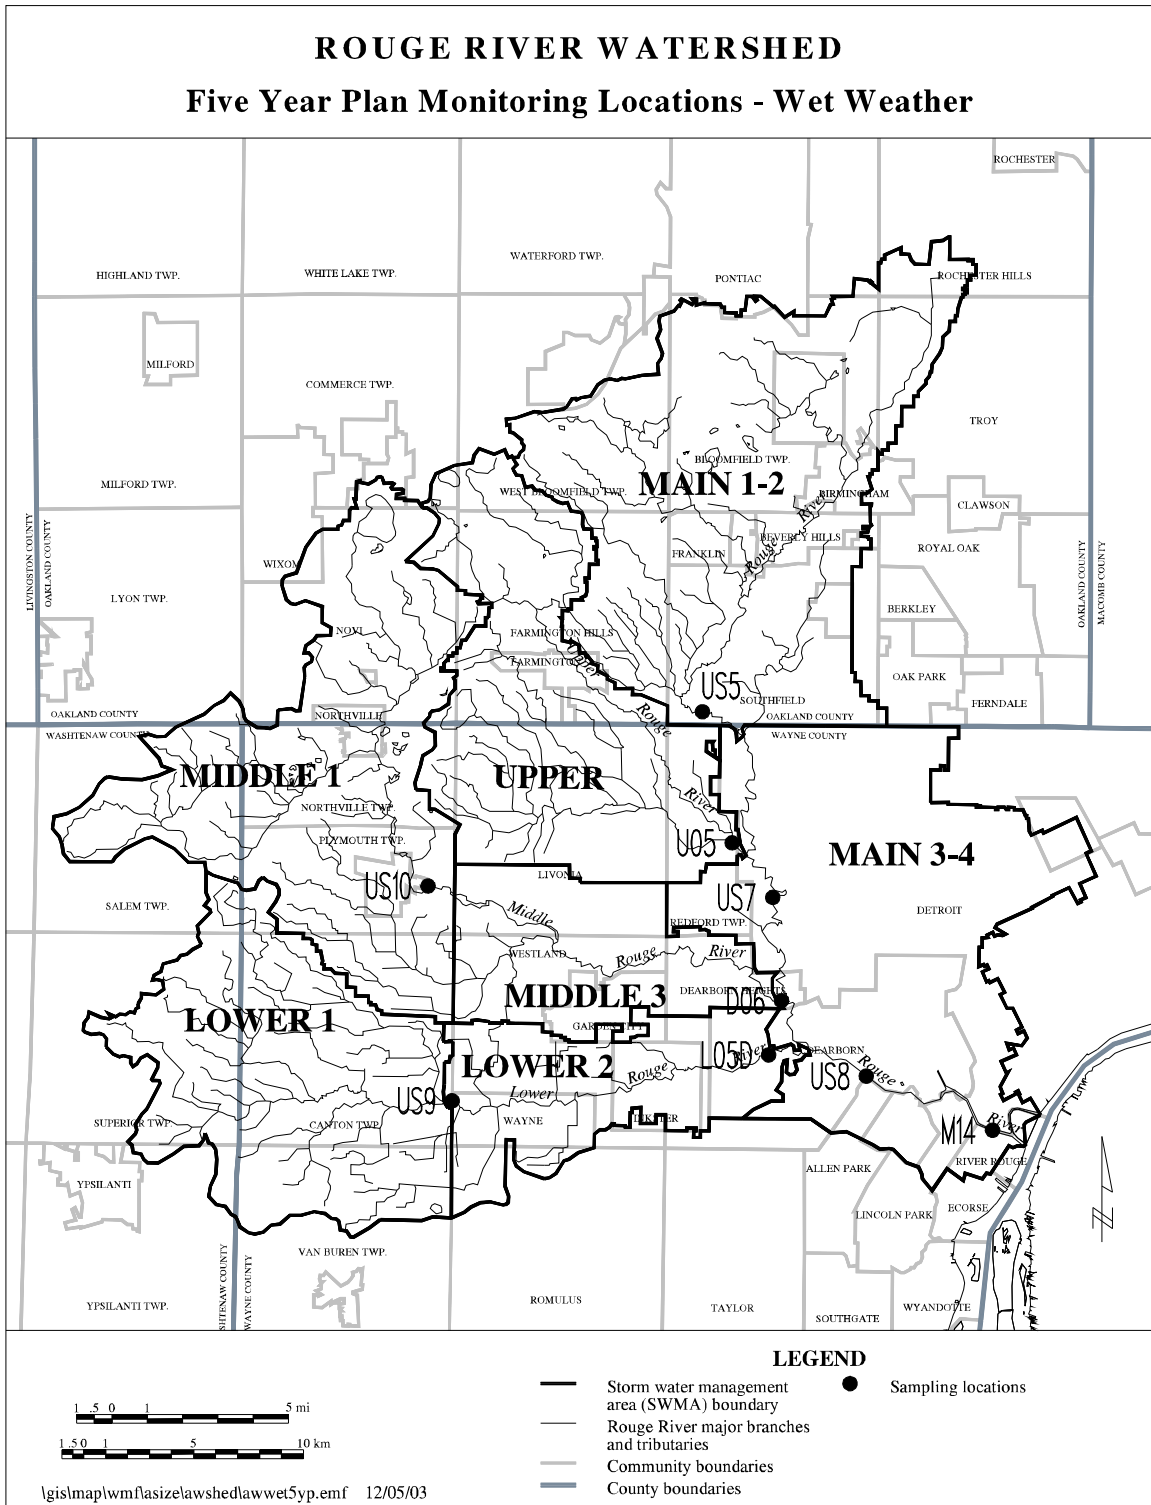 ROUGE RIVER WATERSHED
Five Year Plan Monitoring Locations - Wet Weather
ROCHESTER
WATERFORD TWP.
HIGHLAND TWP.
WHITE LAKE TWP.
PONTIAC
ROCHESTER HILLS
MILFORD
COMMERCE TWP.
TROY
BLOOMFIELD TWP.
MAIN 1-2
MILFORD TWP.
WEST BLOOMFIELD TWP.
BIRMINGHAM
CLAWSON
River
Rouge
BEVERLY HILLS
FRANKLIN
ROYAL OAK
LIVINGSTON COUNTY
OAKLAND COUNTY
OAKLAND COUNTY
MACOMB COUNTY
WIXOM
LYON TWP.
BERKLEY
NOVI
FARMINGTON HILLS
FARMINGTON
Upper
OAK PARK
US5
SOUTHFIELD
FERNDALE
Rouge
OAKLAND COUNTY
NORTHVILLE
OAKLAND COUNTY
WASHTENAW COUNTY
WAYNE COUNTY
MIDDLE 1
UPPER
River
NORTHVILLE TWP.
PLYMOUTH TWP.
U05
MAIN 3-4
LIVONIA
US10
US7
SALEM TWP.
Middle
REDFORD TWP.
DETROIT
WESTLAND
Rouge
River
MIDDLE 3
DEARBORN HEIGHTS
D06
LOWER 1
GARDEN CITY
LOWER 2
L05D
River
DEARBORN
US8
Rouge
Rouge
Lower
US9
SUPERIOR TWP.
CANTON TWP.
WAYNE
INKSTER
M14
River
RIVER ROUGE
ALLEN PARK
YPSILANTI
LINCOLN PARK
ECORSE
VAN BUREN TWP.
SHTENAW COUNTY
WAYNE COUNTY
YPSILANTI TWP.
ROMULUS
TAYLOR
SOUTHGATE
WYANDOTTE
LEGEND
Storm water management
area (SWMA) boundary
Sampling locations
Rouge River major branches
and tributaries
Community boundaries
County boundaries
1 .5 0 1 5 mi
1 .5 0 1 5 10 km
\gis\map\wmf\asize\awshed\awwet5yp.emf 12/05/03